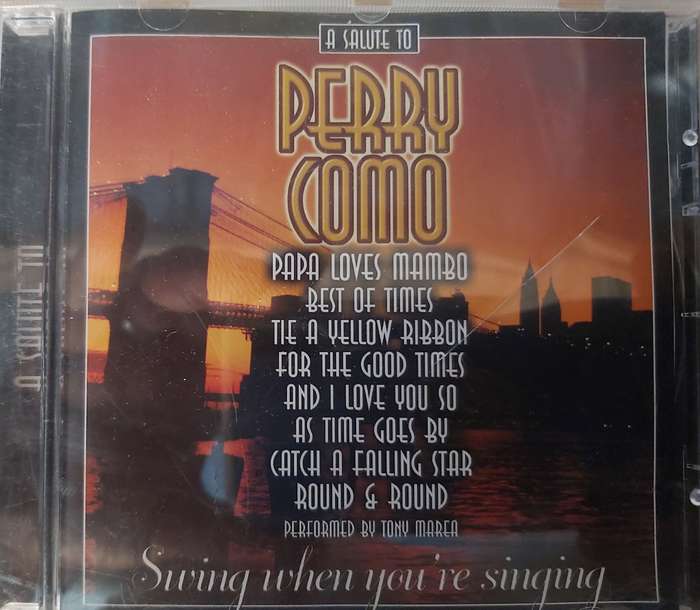 A SALUTE TO
PERRY
COMO
PAPA LOVES MAMBO
BEST OF TIMES
TIE A YELLOW RIBBON
FOR THE GOOD TIMES
AND I LOVE YOU SO
AS TIME GOES BY
CATCH A FALLING STAR
ROUND & ROUND
PERFORMED BY TONY MAREA
Swing when you're singing
A SALUTE TO